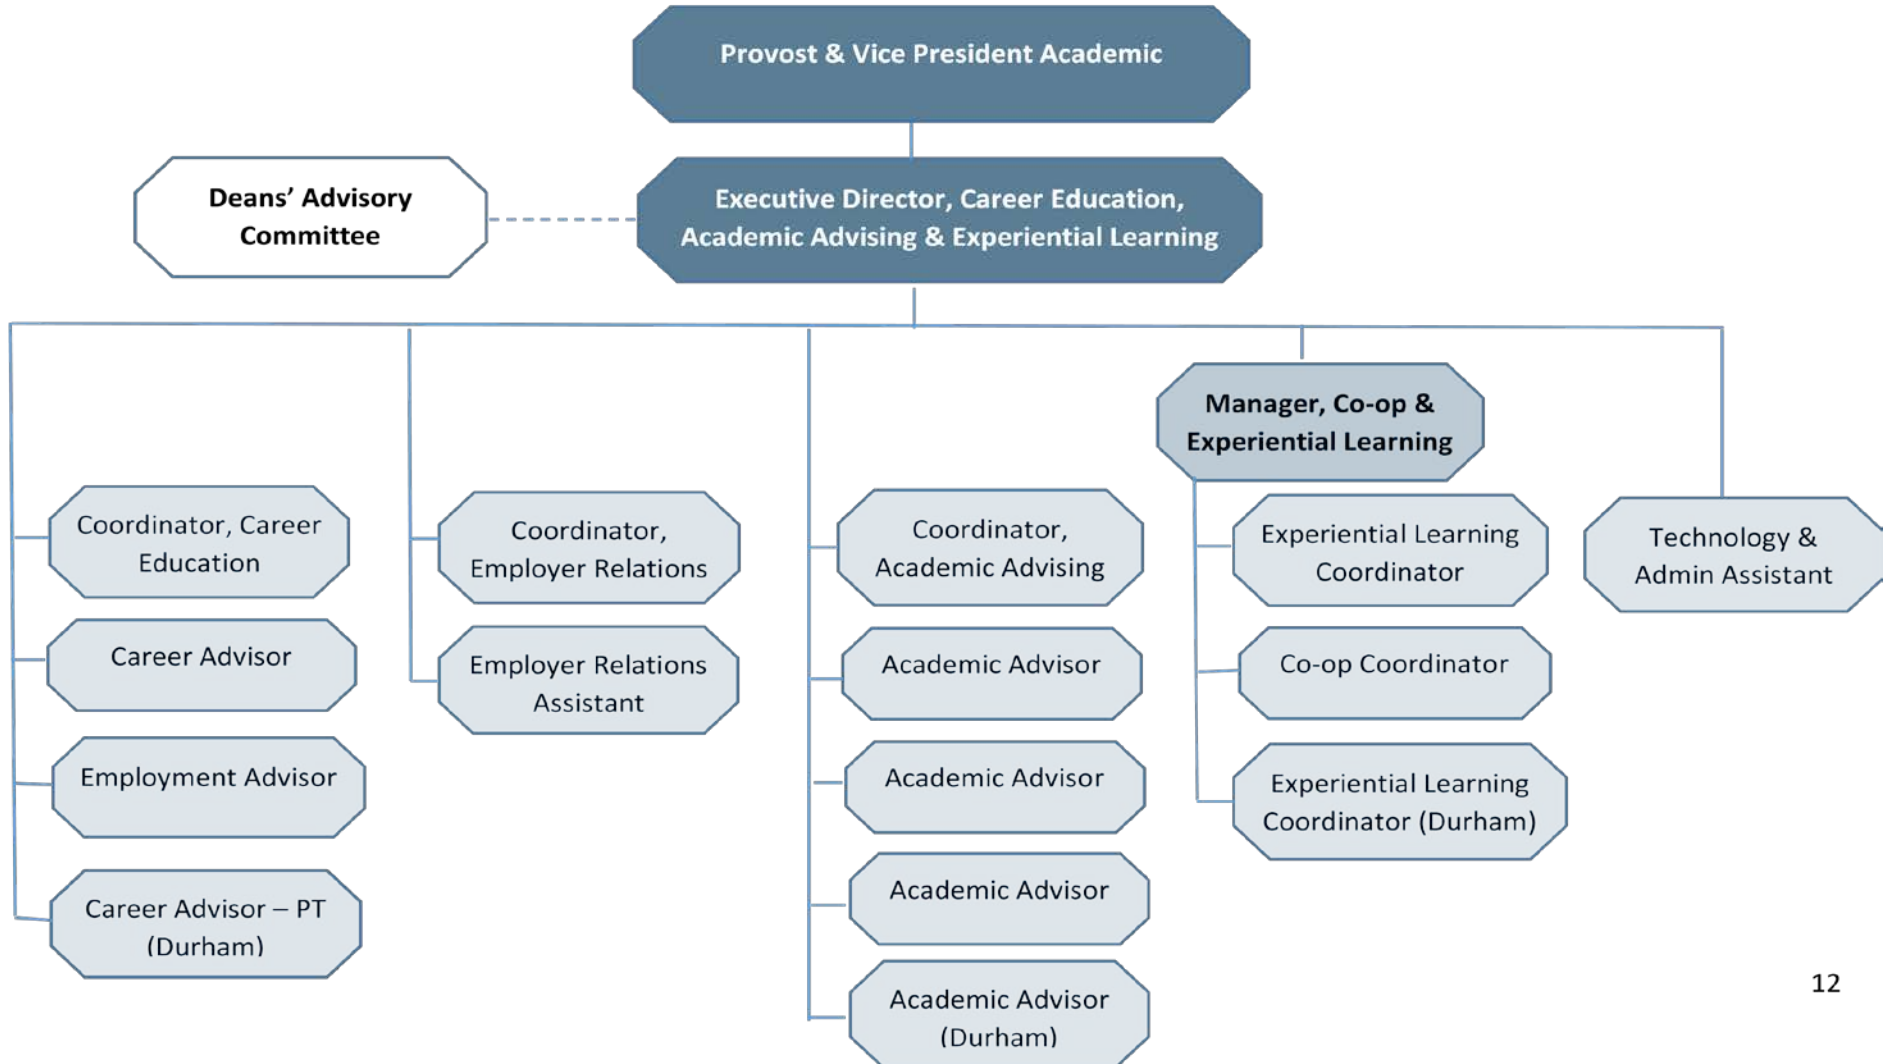 Provost & Vice President Academic
Deans’ Advisory
Committee
Executive Director, Career Education,
Academic Advising & Experiential Learning
Coordinator, Career
Education
Career Advisor
Employment Advisor
Career Advisor – PT
(Durham)
Coordinator,
Employer Relations
Employer Relations
Assistant
Coordinator,
Academic Advising
Academic Advisor
Academic Advisor
Academic Advisor
Academic Advisor
(Durham)
Manager, Co-op &
Experiential Learning
Experiential Learning
Coordinator
Co-op Coordinator
Experiential Learning
Coordinator (Durham)
Technology &
Admin Assistant
12